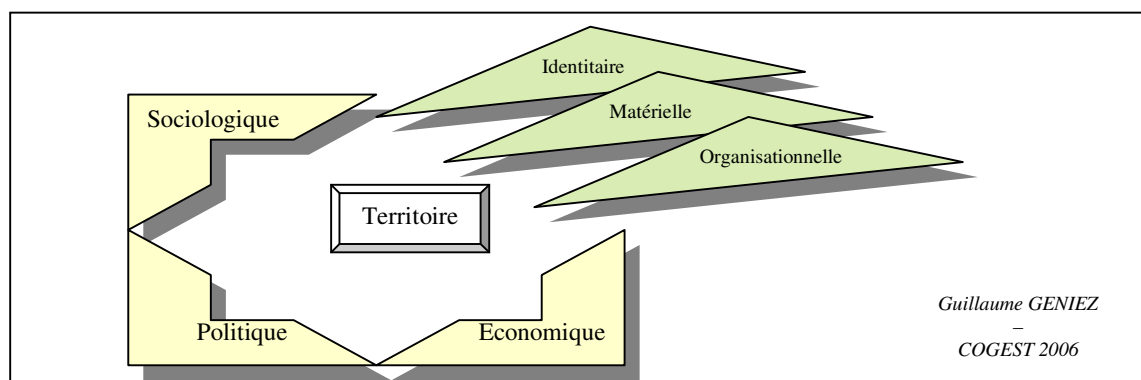 Identitaire
Sociologique
Matérielle
Organisationnelle
Territoire
Politique
Economique
Guillaume GENIEZ
–
COGEST 2006